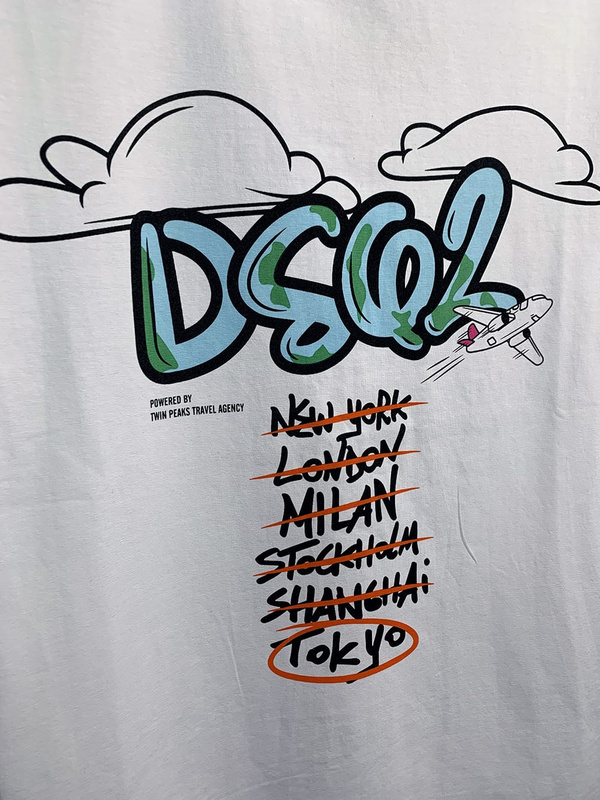 DSQ2
POWERED BY
TWIN PEAKS TRAVEL AGENCY
NEW YORK
LONDON
MILAN
STOCKHOLM
SHANGHAi
TOKYO